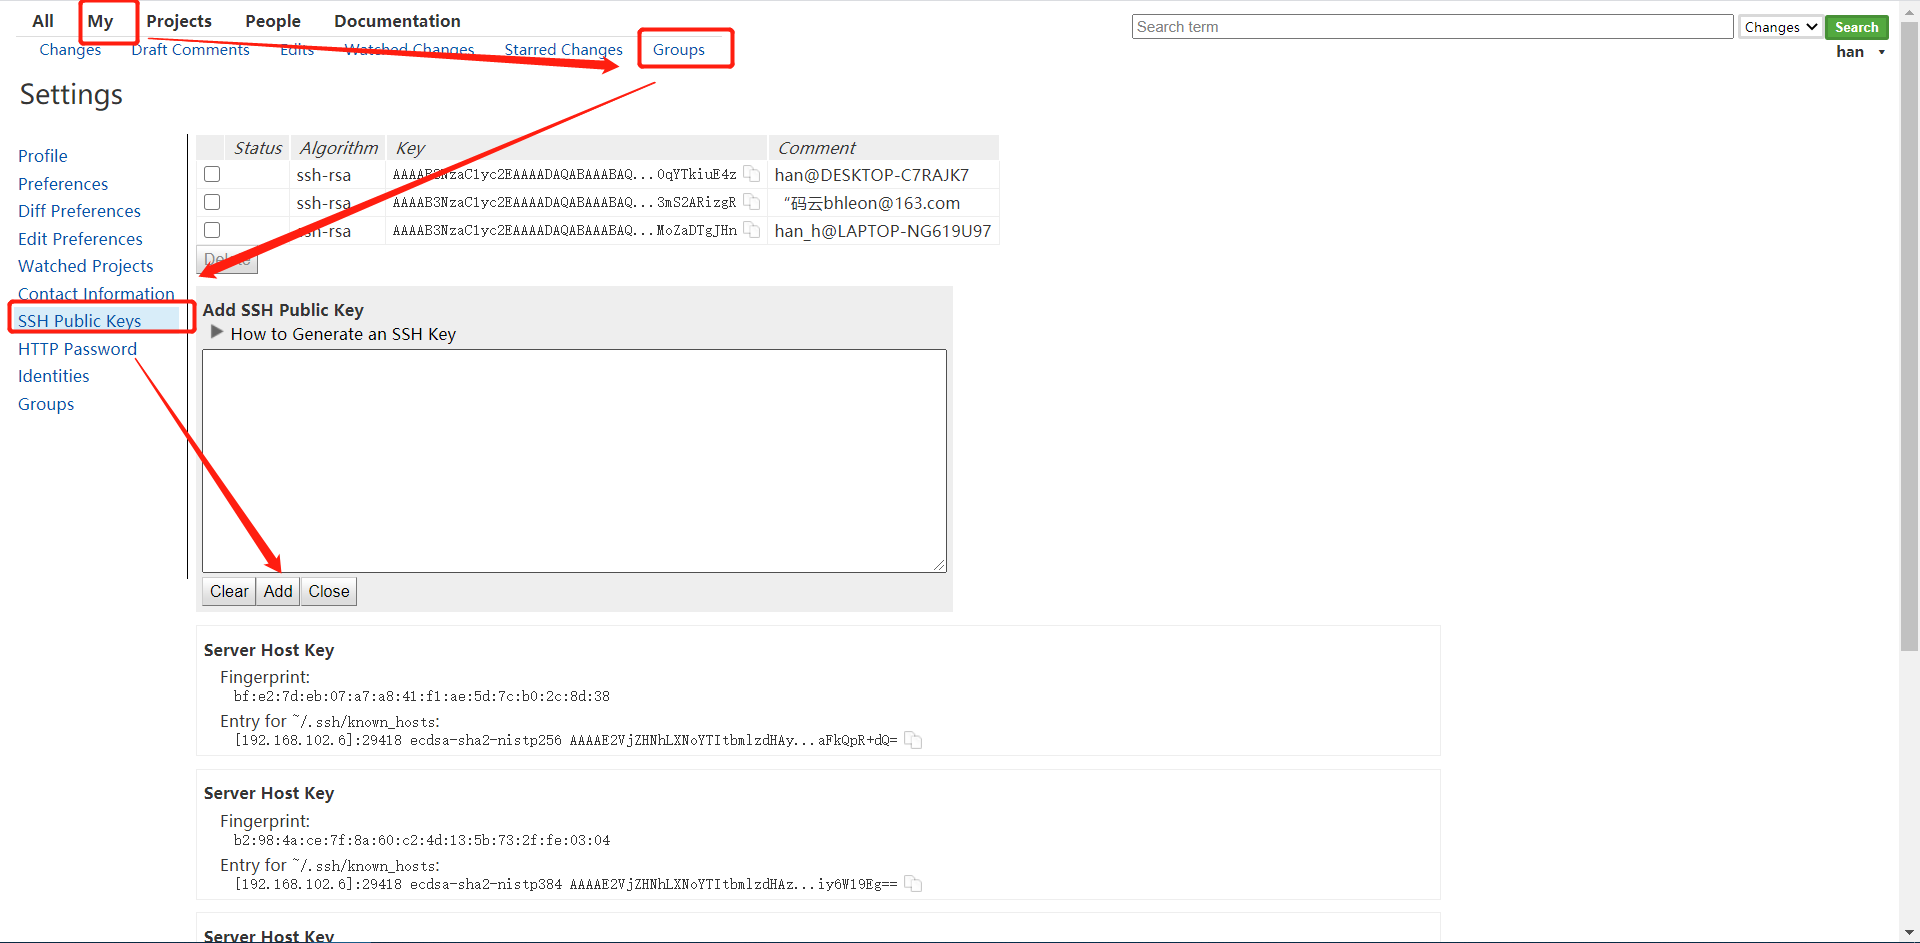 All My Projects People Documentation
Search term Changes Search
Changes Draft Comments Edits Watched Changes Starred Changes Groups
han
Settings
Profile
Preferences
Diff Preferences
Edit Preferences
Watched Projects
Contact Information
SSH Public Keys
HTTP Password
Identities
Groups
Status Algorithm Key Comment
ssh-rsa AAAAB3NzaC1yc2EAAAADAQABAAABAQ...0qYTkiuE4z han@DESKTOP-C7RAJK7
ssh-rsa AAAAB3NzaC1yc2EAAAADAQABAAABAQ...3mS2ARizgR “码云bhleon@163.com
ssh-rsa AAAAB3NzaC1yc2EAAAADAQABAAABAQ...MoZaDTgJHn han_h@LAPTOP-NG619U97
Delete
Add SSH Public Key
How to Generate an SSH Key
Clear Add Close
Server Host Key
Fingerprint:
bf:e2:7d:eb:07:a7:a8:41:f1:ae:5d:7c:b0:2c:8d:38
Entry for ~/.ssh/known_hosts:
[192.168.102.6]:29418 ecdsa-sha2-nistp256 AAAAE2VjZHNhLXNoYTItbmlzdHAy...aFkQpR+dQ=
Server Host Key
Fingerprint:
b2:98:4a:ce:7f:8a:60:c2:4d:13:5b:73:2f:fe:03:04
Entry for ~/.ssh/known_hosts:
[192.168.102.6]:29418 ecdsa-sha2-nistp384 AAAAE2VjZHNhLXNoYTItbmlzdHAz...iy6W19Eg==
Server Host Key